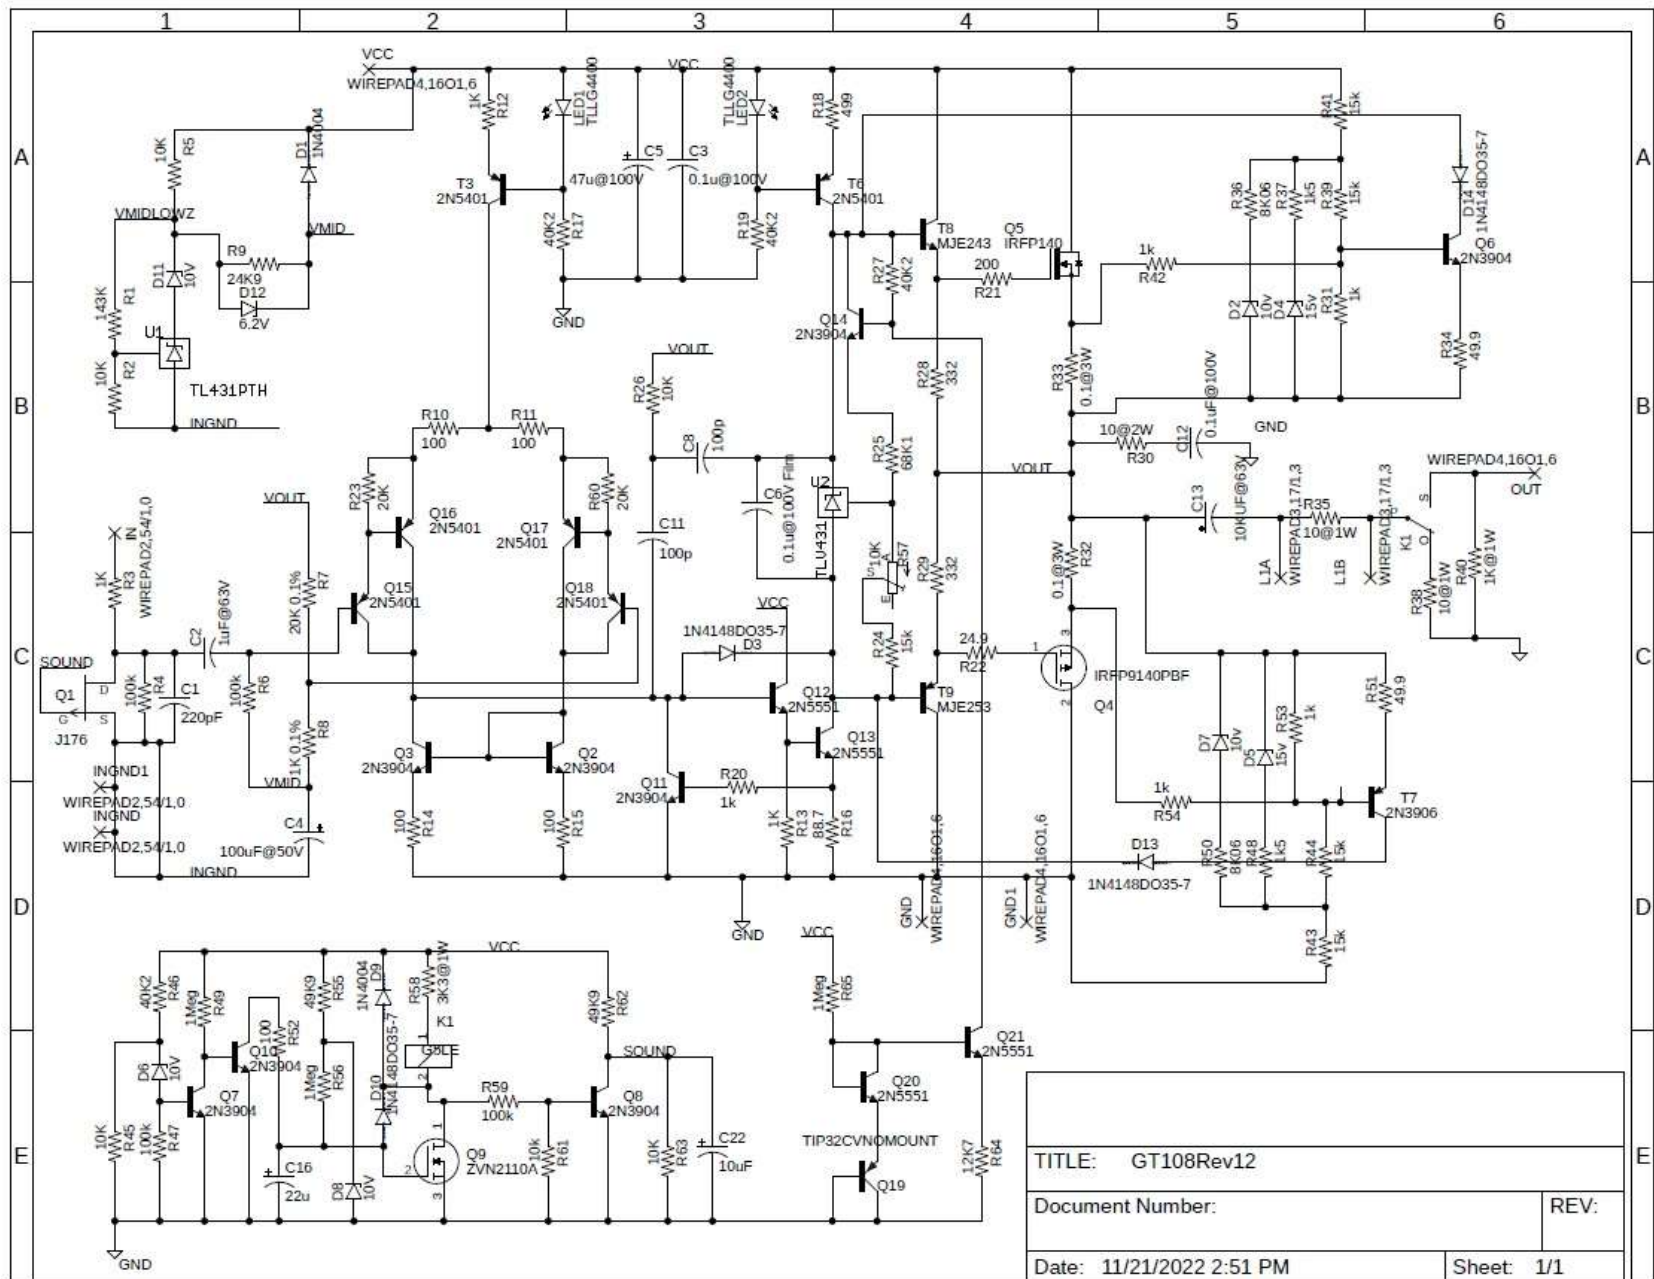 1 2 3 4 5 6
A
B
C
D
E
A
B
C
D
E
VCC
WIREPAD4,16O1,6
VCC
10K
R5
D1
1N4004
VMIDLOWZ
VMID
R9
24K9
D11
10V
D12
6.2V
143K
R1
U1
10K
R2
TL431PTH
INGND
1K
R12
LED1
TLLG4400
T3
2N5401
C5
47u@100V
C3
0.1u@100V
TLLG4400
LED2
R18
499
T6
2N5401
40K2
R17
R19
40K2
GND
R27
40K2
T8
MJE243
Q5
IRFP140
200
R21
Q14
2N3904
R41
15k
R36
8K06
R37
1k5
R39
15k
1N4148DO35-7
D14
Q6
2N3904
1k
R42
D2
10v
D4
15v
R31
1k
R34
49.9
R28
332
R33
0.1@3W
VOUT
R26
10K
C8
100p
R10
100
R11
100
R25
68K1
10@2W
R30
C12
0.1uF@100V
GND
VOUT
WIREPAD4,16O1,6
OUT
VOUT
R23
20K
R60
20K
Q16
2N5401
Q17
2N5401
C6
0.1u@100V Film
U2
TLU431
C11
100p
C13
10KUF@63V
WIREPAD3,17/1,3
R35
10@1W
WIREPAD3,17/1,3
K1
S
O
L1A
L1B
R38
10@1W
R40
1K@1W
IN
WIREPAD2,54/1,0
1K
R3
20K 0.1%
R7
Q15
2N5401
Q18
2N5401
10K
R57
A
S
E
R29
332
0.1@3W
R32
C2
1uF@63V
VCC
1N4148DO35-7
D3
R24
15k
24.9
R22
1
3
2
IRFP9140PBF
Q4
SOUND
Q1
D
G
S
J176
100k
R4
C1
220pF
100k
R6
1K 0.1%
R8
Q12
2N5551
T9
MJE253
R51
49.9
Q3
2N3904
Q2
2N3904
Q13
2N5551
D7
10v
D5
15v
R53
1k
INGND1
WIREPAD2,54/1,0
INGND
WIREPAD2,54/1,0
VMID
Q11
2N3904
R20
1k
1k
R54
T7
2N3906
C4
100uF@50V
INGND
100
R14
100
R15
1K
R13
88.7
R16
D13
1N4148DO35-7
R50
8K06
R48
1k5
R44
15k
GND
GND
WIREPAD4,16O1,6
GND1
WIREPAD4,16O1,6
R43
15k
VCC
VCC
40K2
R46
1Meg
R49
49K9
R55
1N4004
D9
R58
3K3@1W
49K9
R62
1Meg
R65
K1
1
G5LE
2
SOUND
D6
10V
Q10
2N3904
100
R52
1Meg
R56
D10
1N4148DO35-7
Q7
2N3904
R59
100k
Q8
2N3904
Q20
2N5551
Q21
2N5551
10K
R45
100k
R47
C16
22u
D8
10V
Q9
ZVN2110A
1
2
3
10k
R61
10K
R63
C22
10uF
TIP32CVNOMOUNT
Q19
12K7
R64
GND
TITLE: GT108Rev12
Document Number:
REV:
Date: 11/21/2022 2:51 PM
Sheet: 1/1